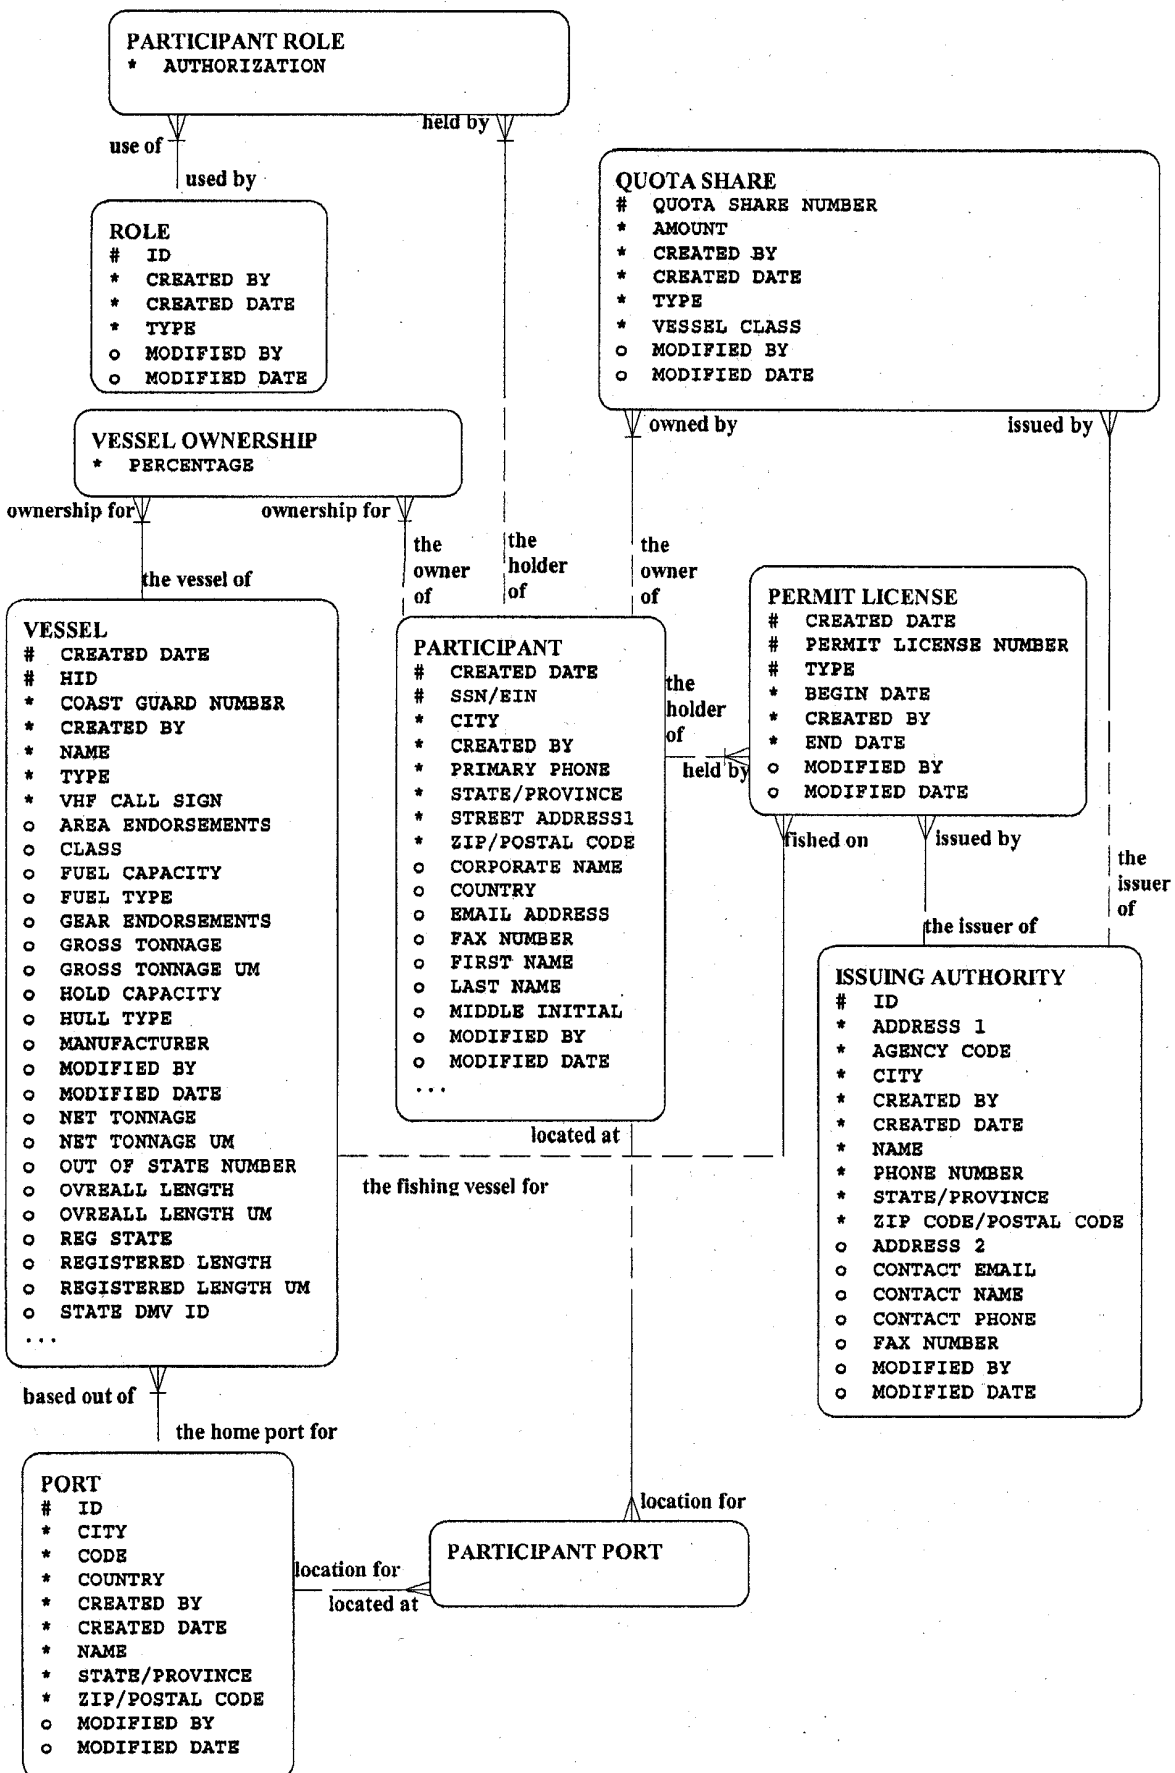 PARTICIPANT ROLE
* AUTHORIZATION
held by
use of
used by
ROLE
# ID
* CREATED BY
* CREATED DATE
* TYPE
o MODIFIED BY
o MODIFIED DATE
QUOTA SHARE
# QUOTA SHARE NUMBER
* AMOUNT
* CREATED BY
* CREATED DATE
* TYPE
* VESSEL CLASS
o MODIFIED BY
o MODIFIED DATE
owned by
issued by
VESSEL OWNERSHIP
* PERCENTAGE
ownership for
ownership for
the vessel of
the
owner
of
the
holder
of
the
owner
of
VESSEL
# CREATED DATE
# HID
* COAST GUARD NUMBER
* CREATED BY
* NAME
* TYPE
* VHF CALL SIGN
o AREA ENDORSEMENTS
o CLASS
o FUEL CAPACITY
o FUEL TYPE
o GEAR ENDORSEMENTS
o GROSS TONNAGE
o GROSS TONNAGE UM
o HOLD CAPACITY
o HULL TYPE
o MANUFACTURER
o MODIFIED BY
o MODIFIED DATE
o NET TONNAGE
o NET TONNAGE UM
o OUT OF STATE NUMBER
o OVREALL LENGTH
o OVREALL LENGTH UM
o REG STATE
o REGISTERED LENGTH
o REGISTERED LENGTH UM
o STATE DMV ID
...
PARTICIPANT
# CREATED DATE
# SSN/EIN
* CITY
* CREATED BY
* PRIMARY PHONE
* STATE/PROVINCE
* STREET ADDRESS1
* ZIP/POSTAL CODE
o CORPORATE NAME
o COUNTRY
o EMAIL ADDRESS
o FAX NUMBER
o FIRST NAME
o LAST NAME
o MIDDLE INITIAL
o MODIFIED BY
o MODIFIED DATE
...
the
holder
of
held by
PERMIT LICENSE
# CREATED DATE
# PERMIT LICENSE NUMBER
# TYPE
* BEGIN DATE
* CREATED BY
* END DATE
o MODIFIED BY
o MODIFIED DATE
fished on
issued by
the issuer of
the
issuer
of
ISSUING AUTHORITY
# ID
* ADDRESS 1
* AGENCY CODE
* CITY
* CREATED BY
* CREATED DATE
* NAME
* PHONE NUMBER
* STATE/PROVINCE
* ZIP CODE/POSTAL CODE
o ADDRESS 2
o CONTACT EMAIL
o CONTACT NAME
o CONTACT PHONE
o FAX NUMBER
o MODIFIED BY
o MODIFIED DATE
located at
the fishing vessel for
based out of
the home port for
PORT
# ID
* CITY
* CODE
* COUNTRY
* CREATED BY
* CREATED DATE
* NAME
* STATE/PROVINCE
* ZIP/POSTAL CODE
o MODIFIED BY
o MODIFIED DATE
location for
located at
location for
PARTICIPANT PORT